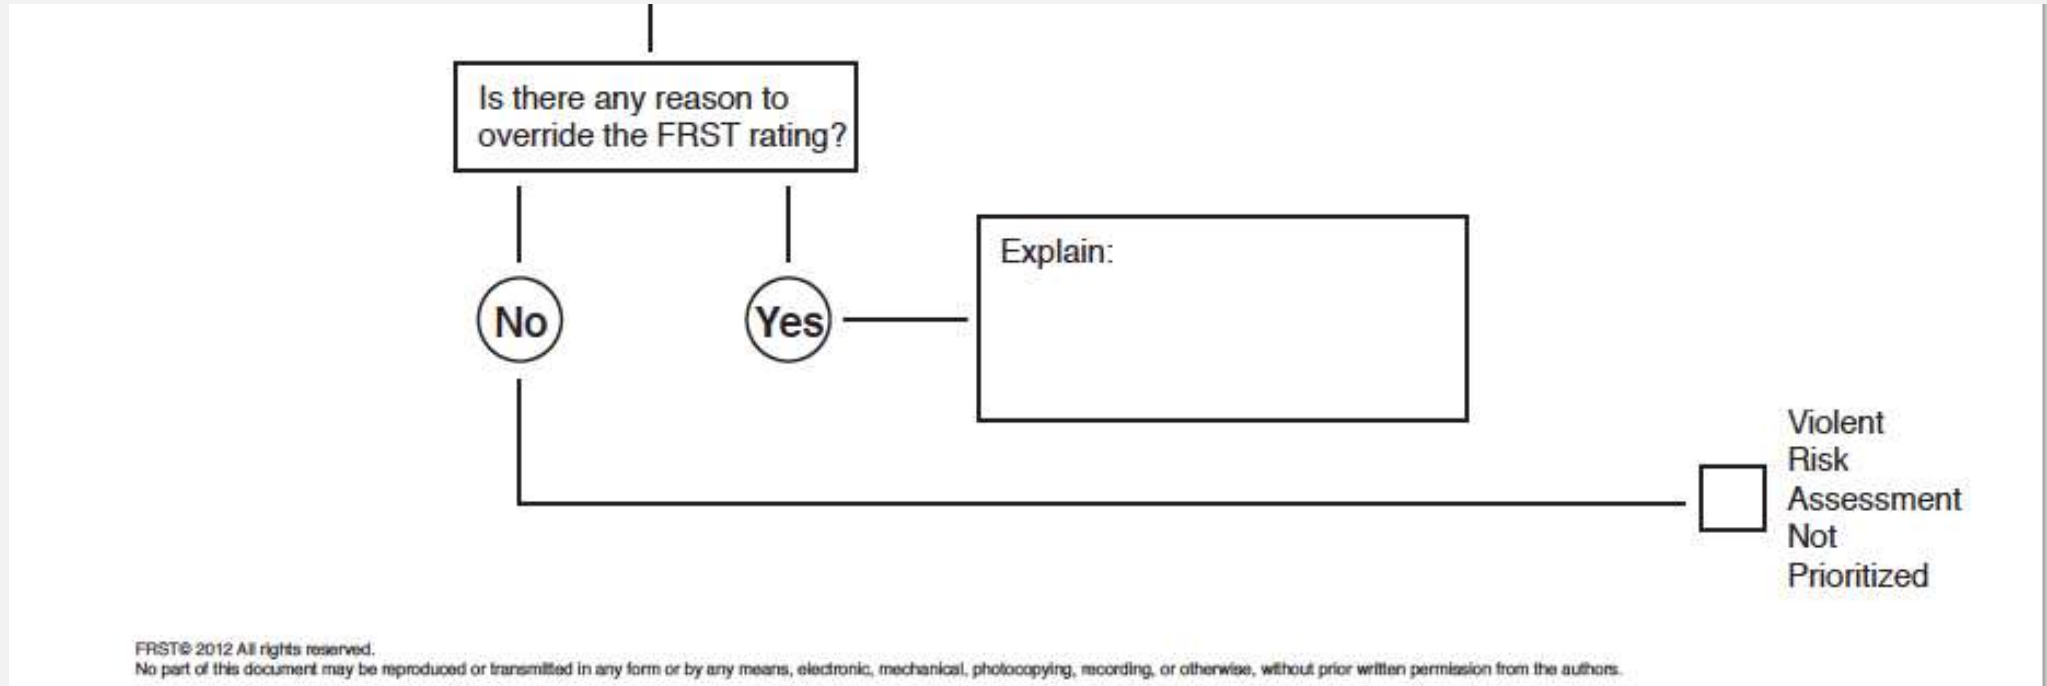 Is there any reason to
override the FRST rating?
No
Yes
Explain:
Violent
Risk
Assessment
Not
Prioritized
FRST© 2012 All rights reserved.
No part of this document may be reproduced or transmitted in any form or by any means, electronic, mechanical, photocopying, recording, or otherwise, without prior written permission from the authors.